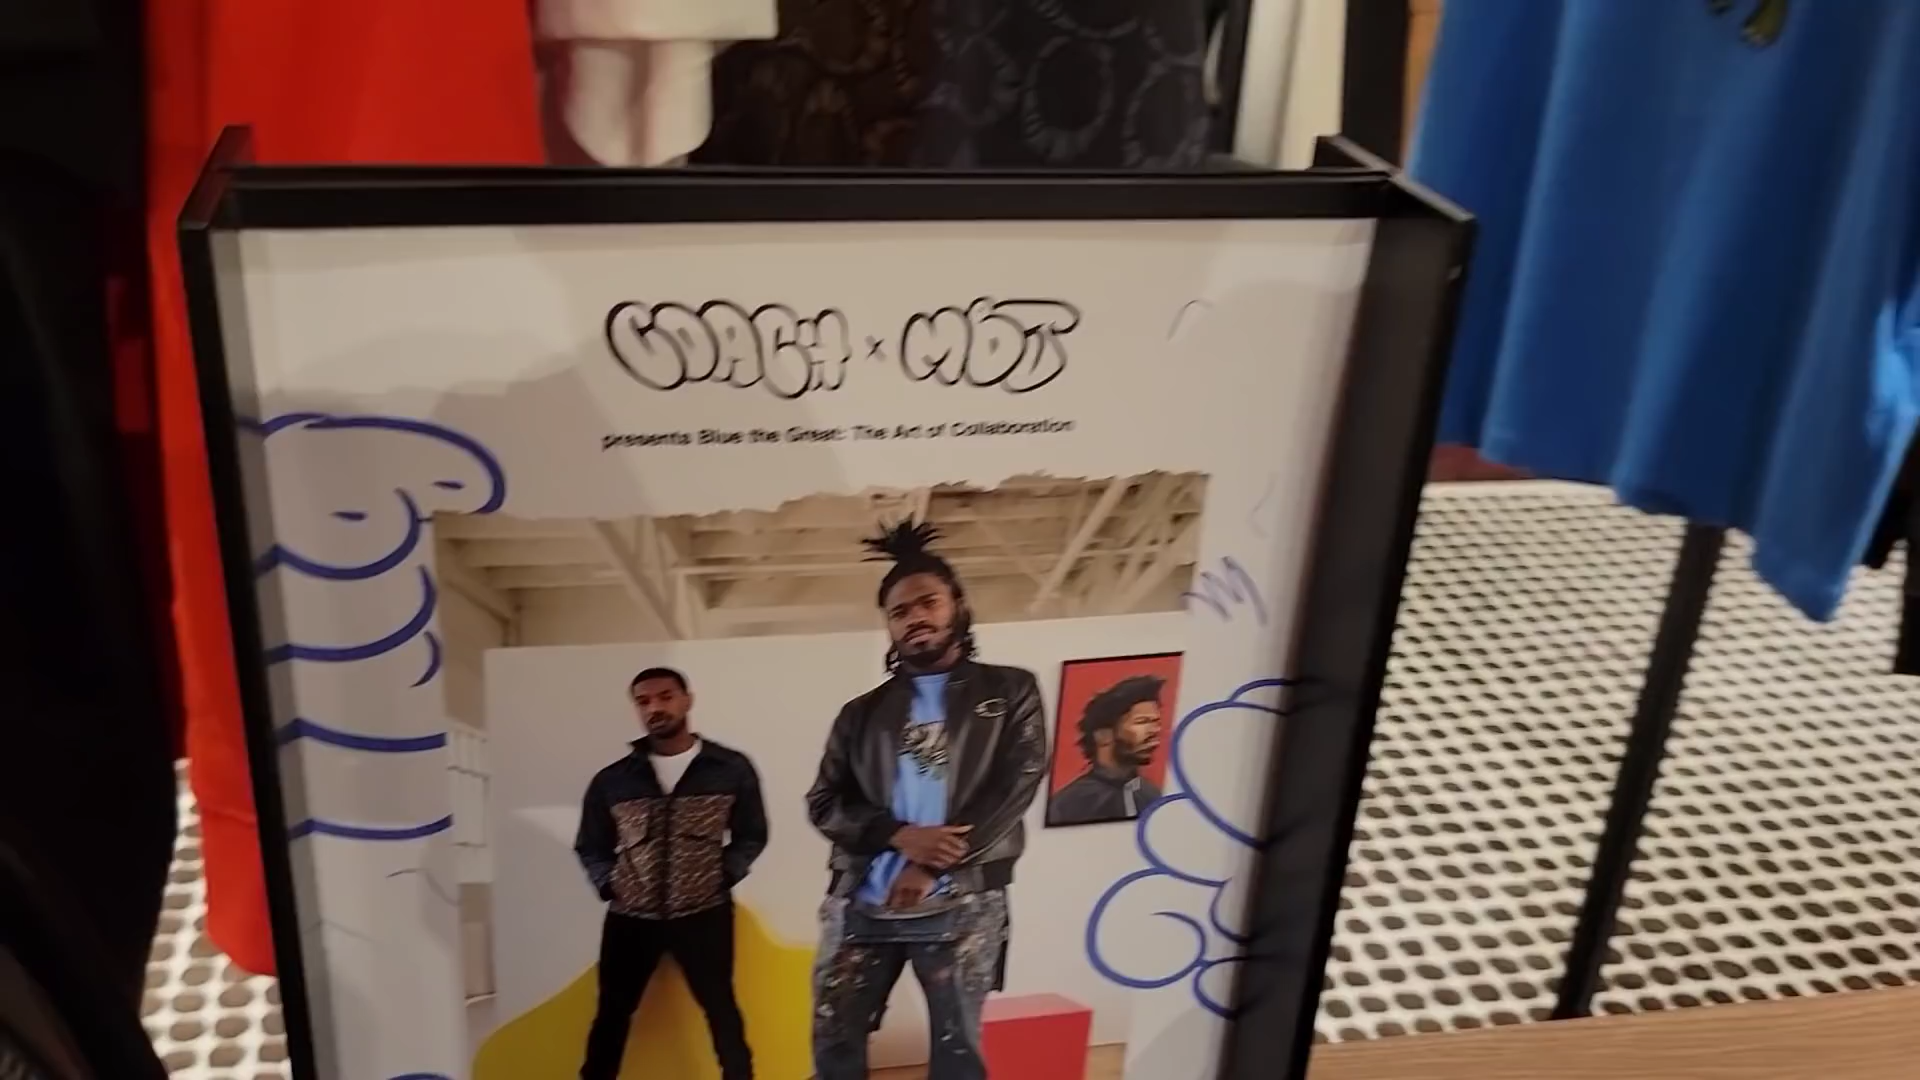 COACH x MBJ
presents Blue the Great: The Art of Collaboration